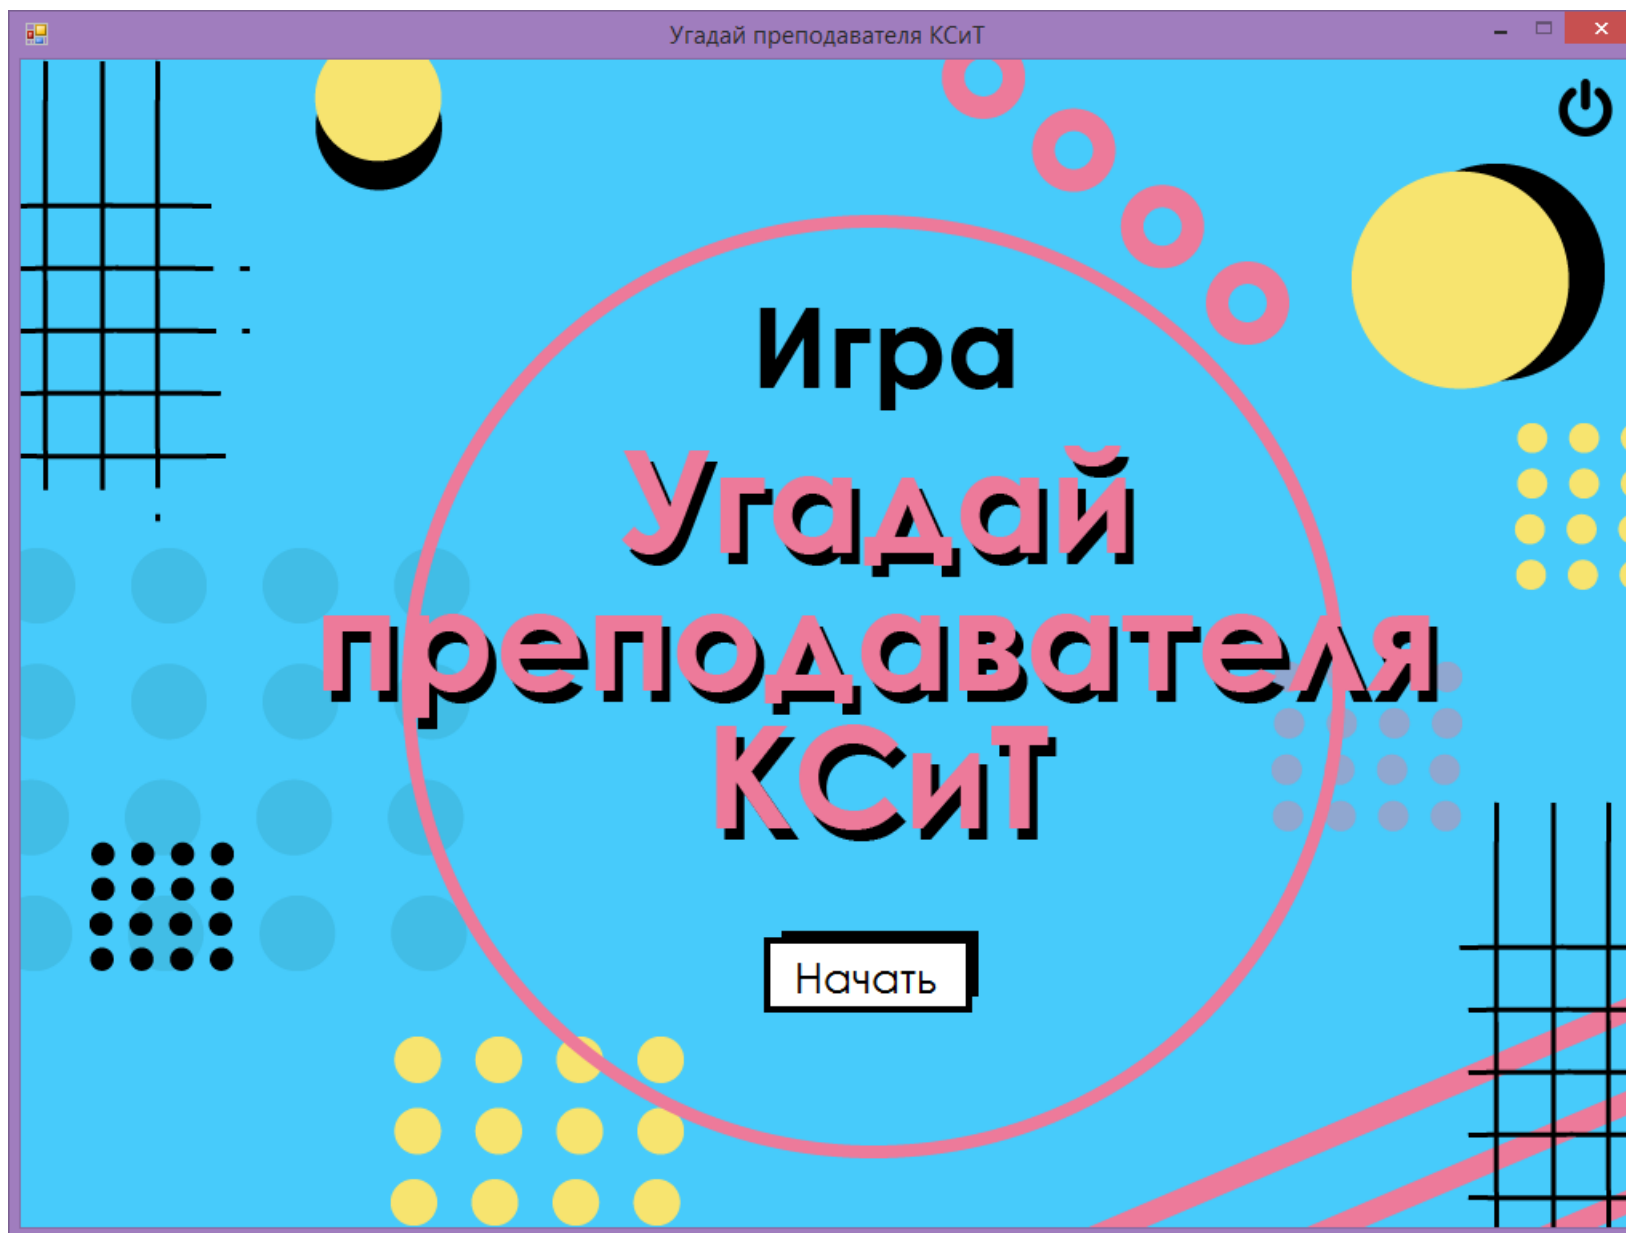 Угадай преподавателя КСиТ
Игра
Угадай
преподавателя
КСиТ
Начать